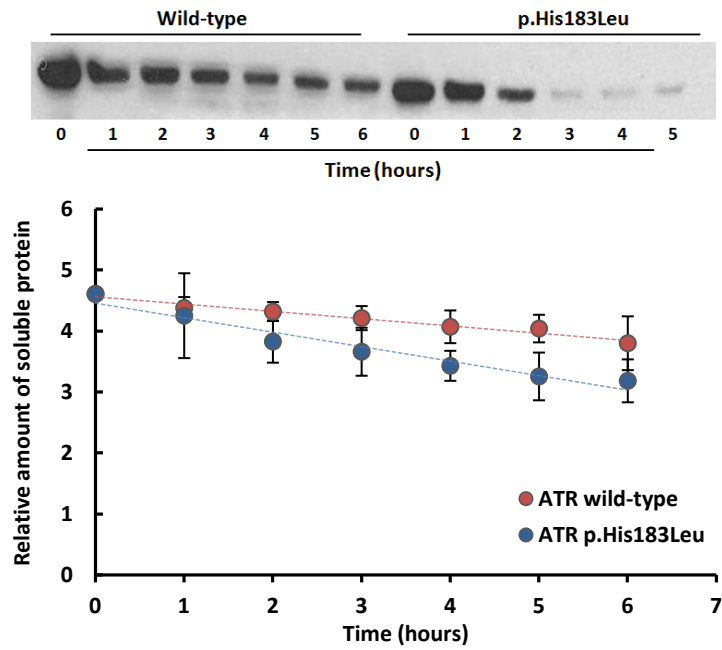 Wild-type p.His183Leu
0 1 2 3 4 5 6 0 1 2 3 4 5
Time (hours)
6
5
4
3
2
1
0
Relative amount of soluble protein
ATR wild-type
ATR p.His183Leu
0 1 2 3 4 5 6 7
Time (hours)